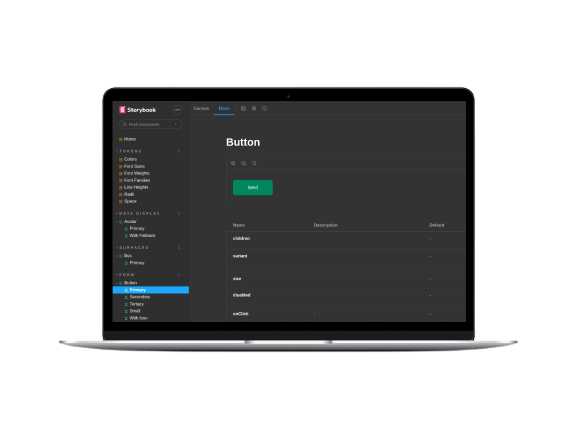 Storybook
Canvas Docs
Find components /
Home
TOKENS
Colors
Font Sizes
Font Weights
Font Families
Line Heights
Radii
Space
DATA DISPLAY
Avatar
Primary
With Fallback
SURFACES
Box
Primary
FORM
Button
Primary
Secondary
Tertiary
Small
With Icon
Button
Send
Name Description Default
children -
variant -
size -
disabled -
onClick - -